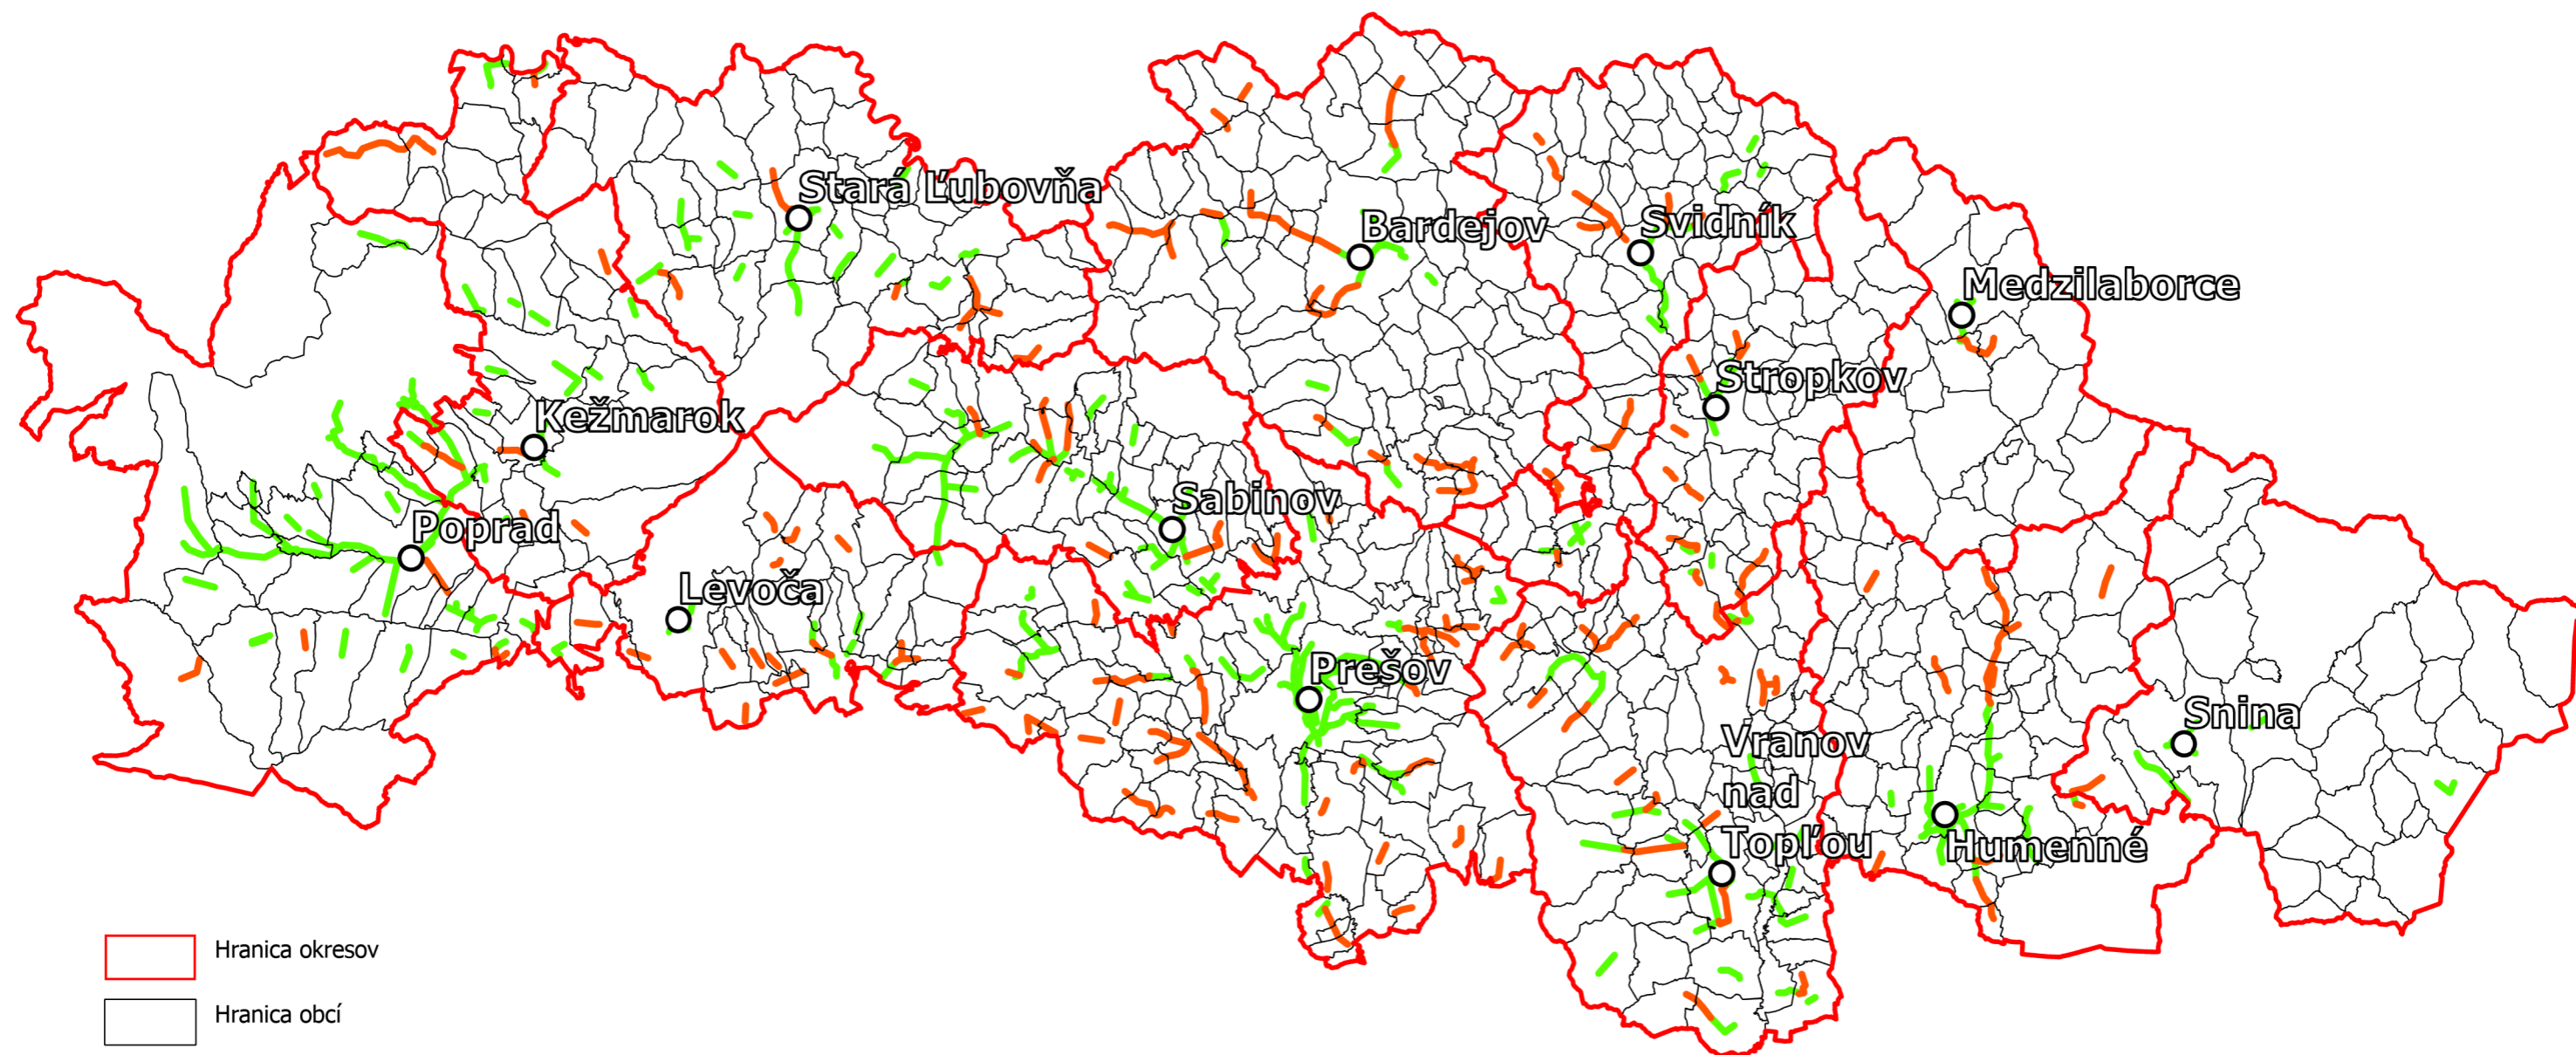 Stará Ľubovňa
Bardejov
Svidník
Medzilaborce
Stropkov
Kežmarok
Sabinov
Poprad
Levoča
Prešov
Snina
Vranov
nad
Topľou
Humenné
Hranica okresov
Hranica obcí